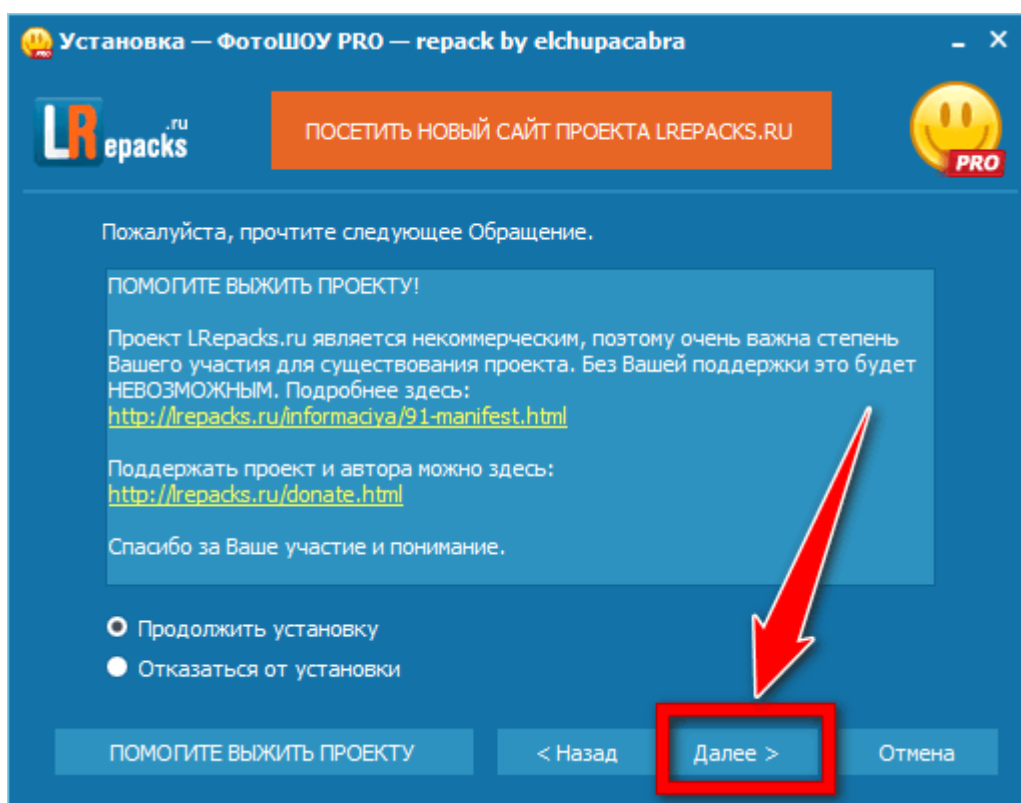 Установка — ФотоШОУ PRO — repack by elchupacabra
LRepacks.ru
ПОСЕТИТЬ НОВЫЙ САЙТ ПРОЕКТА LREPACKS.RU
PRO
Пожалуйста, прочтите следующее Обращение.
ПОМОГИТЕ ВЫЖИТЬ ПРОЕКТУ!
Проект LRepacks.ru является некоммерческим, поэтому очень важна степень
Вашего участия для существования проекта. Без Вашей поддержки это будет
НЕВОЗМОЖНЫМ. Подробнее здесь:
http://lrepacks.ru/informaciya/91-manifest.html
Поддержать проект и автора можно здесь:
http://lrepacks.ru/donate.html
Спасибо за Ваше участие и понимание.
Продолжить установку
Отказаться от установки
ПОМОГИТЕ ВЫЖИТЬ ПРОЕКТУ
< Назад
Далее >
Отмена